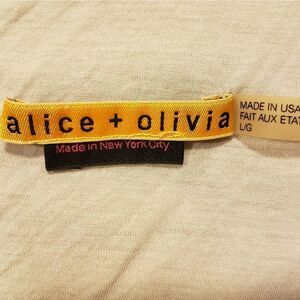 alice + olivia
Made in New York City
MADE IN USA
FAIT AUX ETAT
L/G